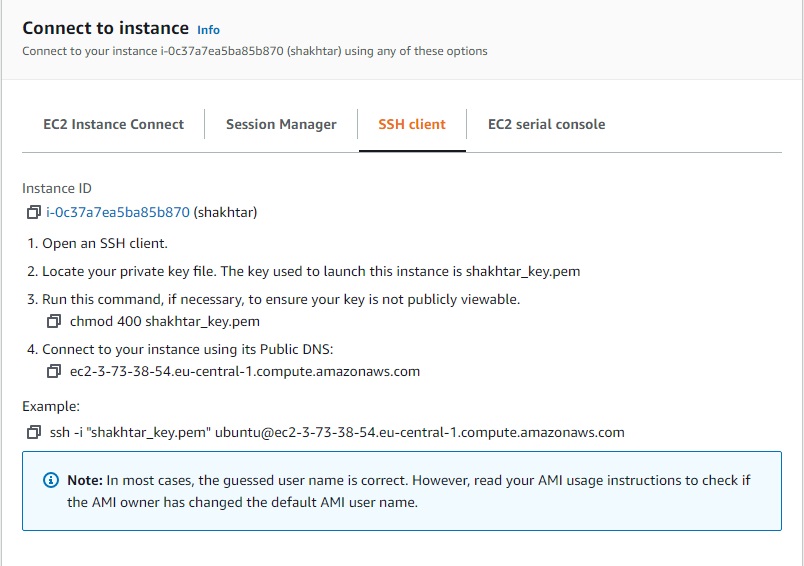 Connect to instance Info
Connect to your instance i-0c37a7ea5ba85b870 (shakhtar) using any of these options
EC2 Instance Connect Session Manager SSH client EC2 serial console
Instance ID
i-0c37a7ea5ba85b870 (shakhtar)
1. Open an SSH client.
2. Locate your private key file. The key used to launch this instance is shakhtar_key.pem
3. Run this command, if necessary, to ensure your key is not publicly viewable.
chmod 400 shakhtar_key.pem
4. Connect to your instance using its Public DNS:
ec2-3-73-38-54.eu-central-1.compute.amazonaws.com
Example:
ssh -i "shakhtar_key.pem" ubuntu@ec2-3-73-38-54.eu-central-1.compute.amazonaws.com
Note: In most cases, the guessed user name is correct. However, read your AMI usage instructions to check if
the AMI owner has changed the default AMI user name.